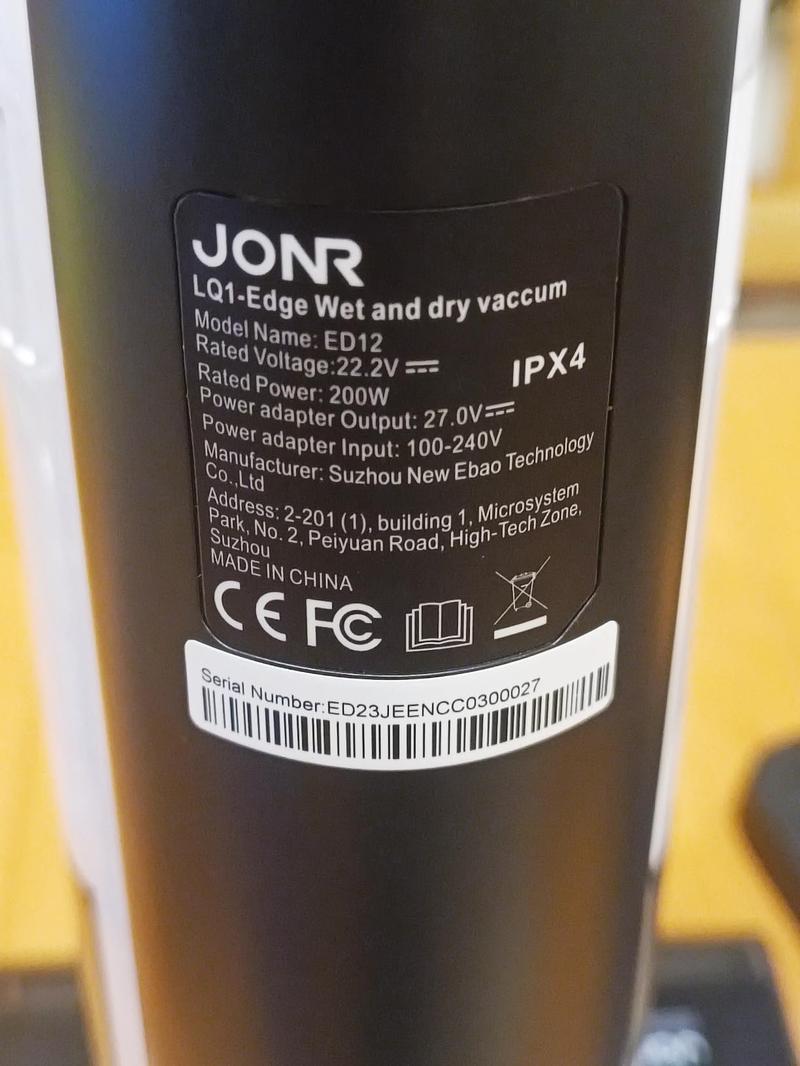 JONR
LQ1-Edge Wet and dry vaccum
Model Name: ED12
Rated Voltage:22.2V
IPX4
Rated Power: 200W
Power adapter Output: 27.0V
Power adapter Input: 100-240V
Manufacturer: Suzhou New Ebao Technology
Co.,Ltd
Address: 2-201 (1), building 1, Microsystem
Park, No. 2, Peiyuan Road, High-Tech Zone,
Suzhou
MADE IN CHINA
CE FC
Serial Number:ED23JEENCC0300027